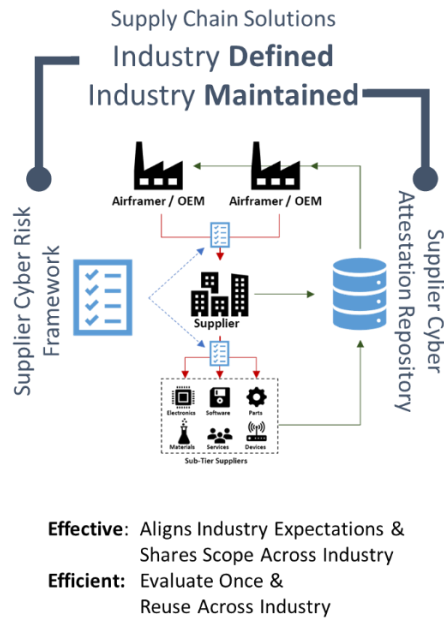 Supply Chain Solutions
Industry Defined
Industry Maintained
Airframer / OEM
Airframer / OEM
Supplier Cyber Risk
Framework
Supplier Cyber
Attestation Repository
Supplier
Electronics
Software
Parts
Materials
Services
Devices
Sub-Tier Suppliers
Effective: Aligns Industry Expectations &
Shares Scope Across Industry
Efficient: Evaluate Once &
Reuse Across Industry